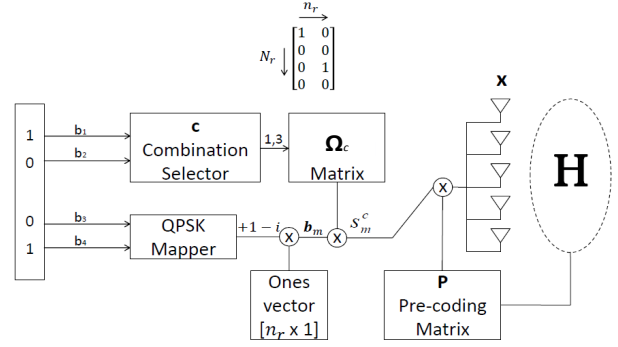 n_r
N_r
1 0
0 0
0 1
0 0
1
0
0
1
b₁
b₂
b₃
b₄
c
Combination
Selector
1,3
Ω_c
Matrix
QPSK
Mapper
+1 − i
x
b_m
x
S_m^c
Ones
vector
[n_r x 1]
x
P
Pre-coding
Matrix
x
H